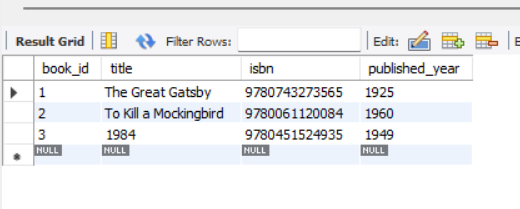 Result Grid Filter Rows: Edit:
book_id title isbn published_year
1 The Great Gatsby 9780743273565 1925
2 To Kill a Mockingbird 9780061120084 1960
3 1984 9780451524935 1949
NULL NULL NULL NULL